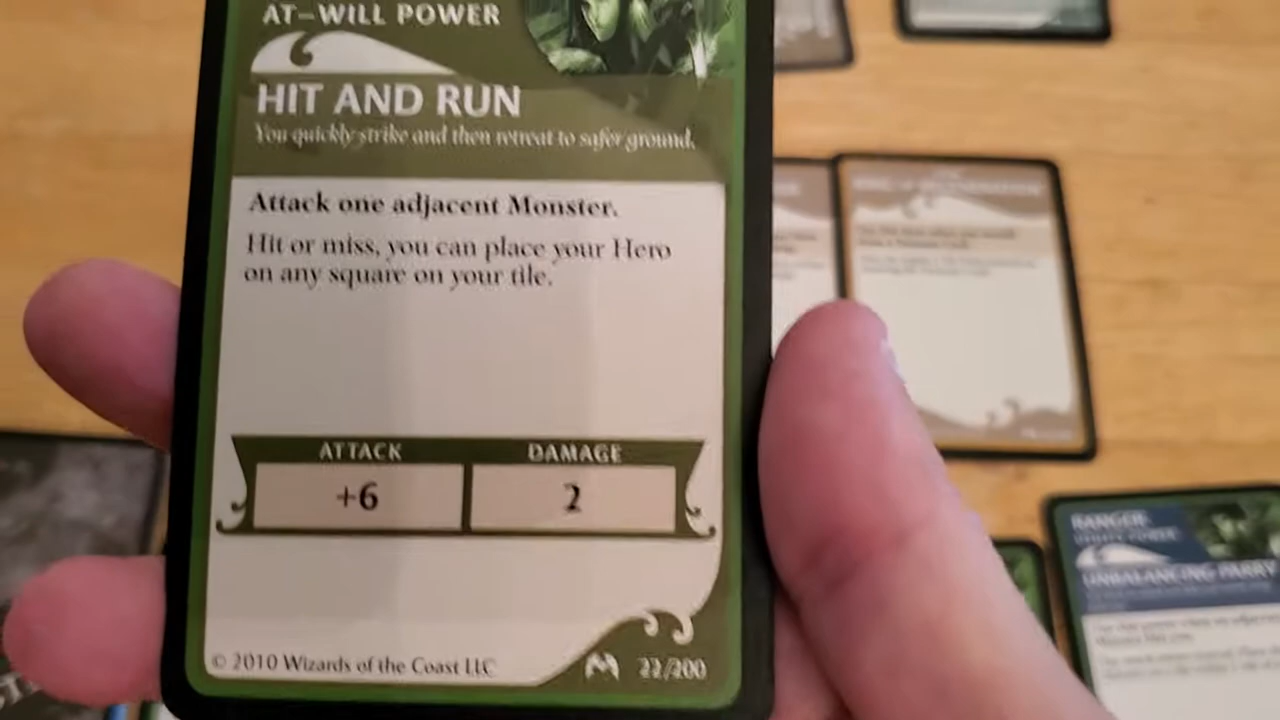 AT-WILL POWER
HIT AND RUN
You quickly strike and then retreat to safer ground.
Attack one adjacent Monster.
Hit or miss, you can place your Hero
on any square on your tile.
ATTACK DAMAGE
+6 2
© 2010 Wizards of the Coast LLC 22/200
RANGER
UTILITY POWER
UNBALANCING PARRY